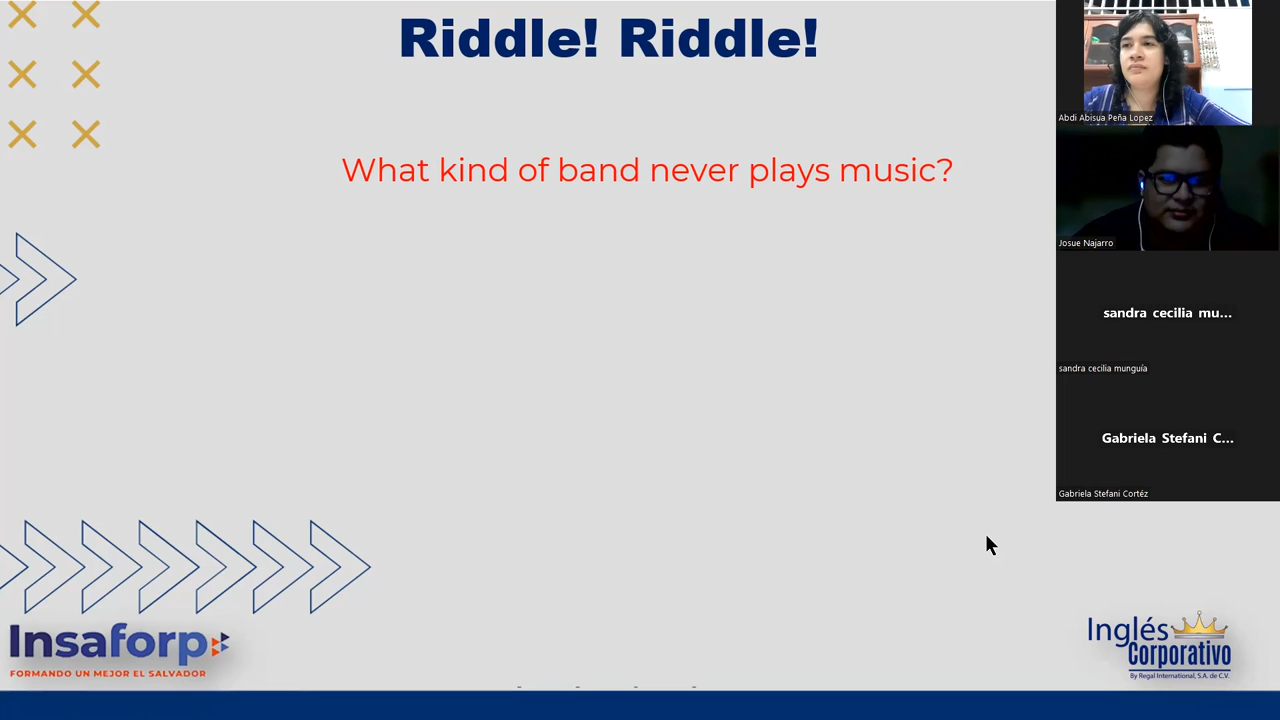 Riddle! Riddle!
What kind of band never plays music?
Abdi Abisua Peña Lopez
Josue Najarro
sandra cecilia mu...
sandra cecilia munguía
Gabriela Stefani C...
Gabriela Stefani Cortéz
Insaforp
FORMANDO UN MEJOR EL SALVADOR
Inglés
Corporativo
By Regal International, S.A. de C.V.